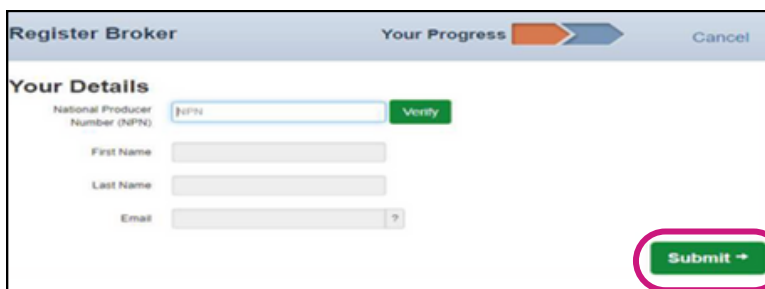 Register Broker Your Progress Cancel
Your Details
National Producer
Number (NPN) NPN Verify
First Name
Last Name
Email ?
Submit →